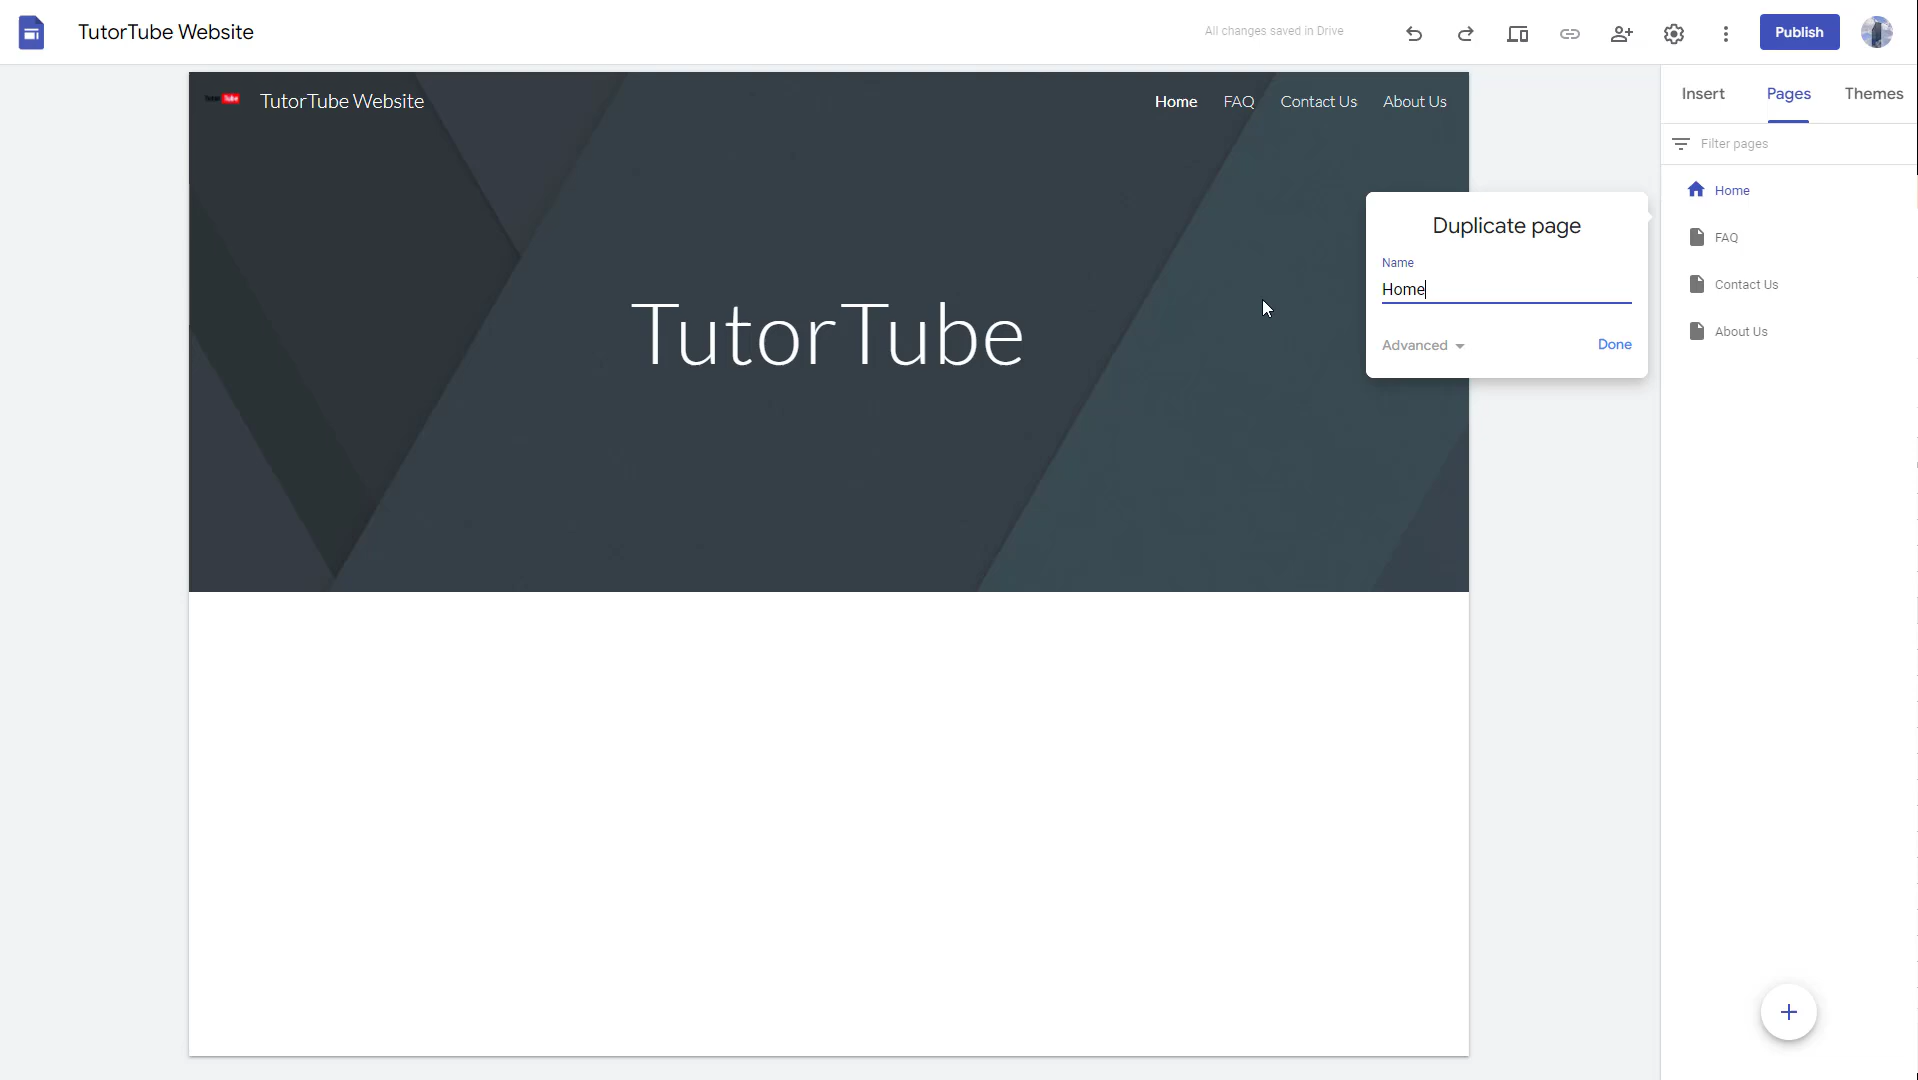 TutorTube Website
All changes saved in Drive
Publish
TutorTube Website
Home FAQ Contact Us About Us
TutorTube
Duplicate page
Name
Home
Advanced
Done
Insert Pages Themes
Filter pages
Home
FAQ
Contact Us
About Us